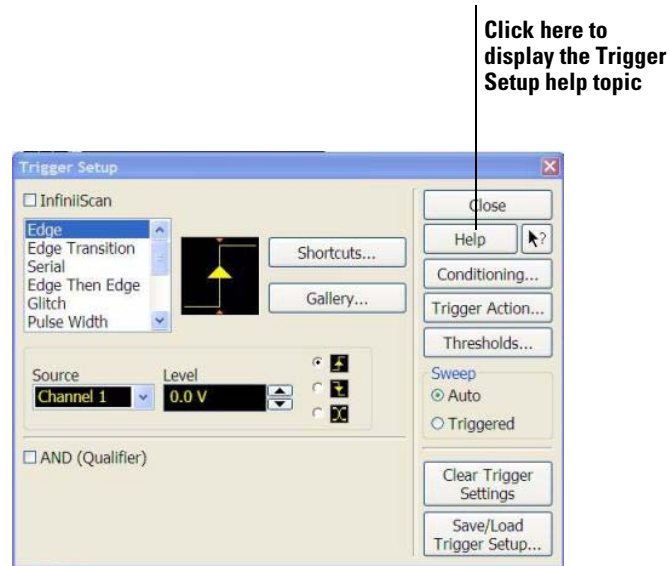 Click here to
display the Trigger
Setup help topic
Trigger Setup
InfiniiScan
Edge
Edge Transition
Serial
Edge Then Edge
Glitch
Pulse Width
Shortcuts...
Gallery...
Source
Channel 1
Level
0.0 V
AND (Qualifier)
Close
Help
?
Conditioning...
Trigger Action...
Thresholds...
Sweep
Auto
Triggered
Clear Trigger
Settings
Save/Load
Trigger Setup...